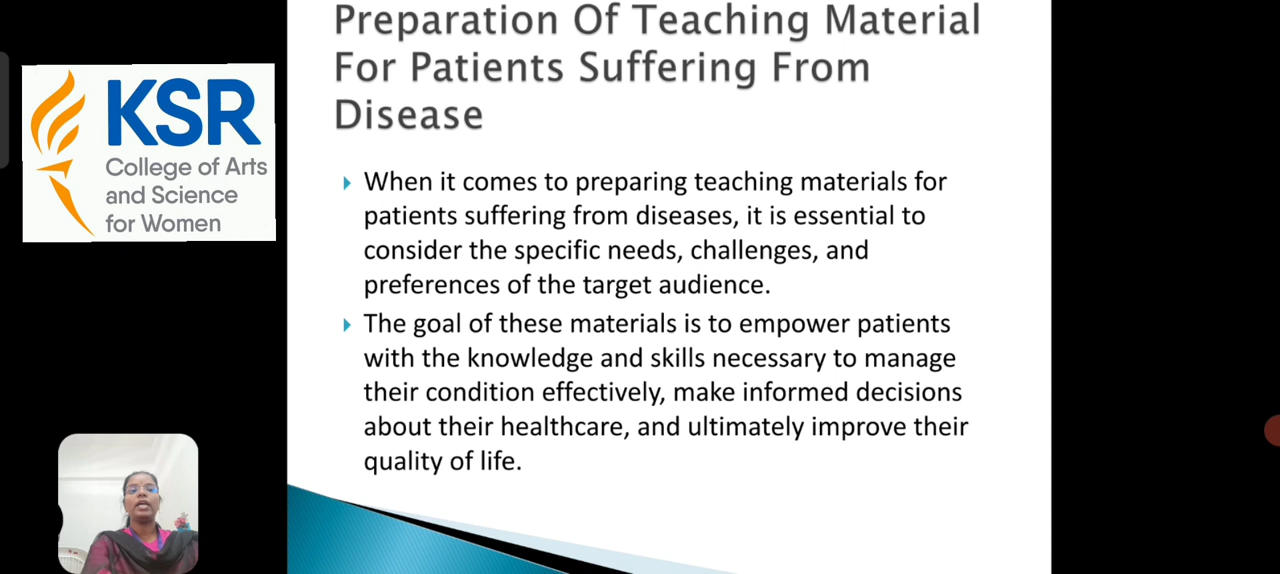 Preparation Of Teaching Material
For Patients Suffering From
Disease
KSR
College of Arts
and Science
for Women
When it comes to preparing teaching materials for
patients suffering from diseases, it is essential to
consider the specific needs, challenges, and
preferences of the target audience.
The goal of these materials is to empower patients
with the knowledge and skills necessary to manage
their condition effectively, make informed decisions
about their healthcare, and ultimately improve their
quality of life.